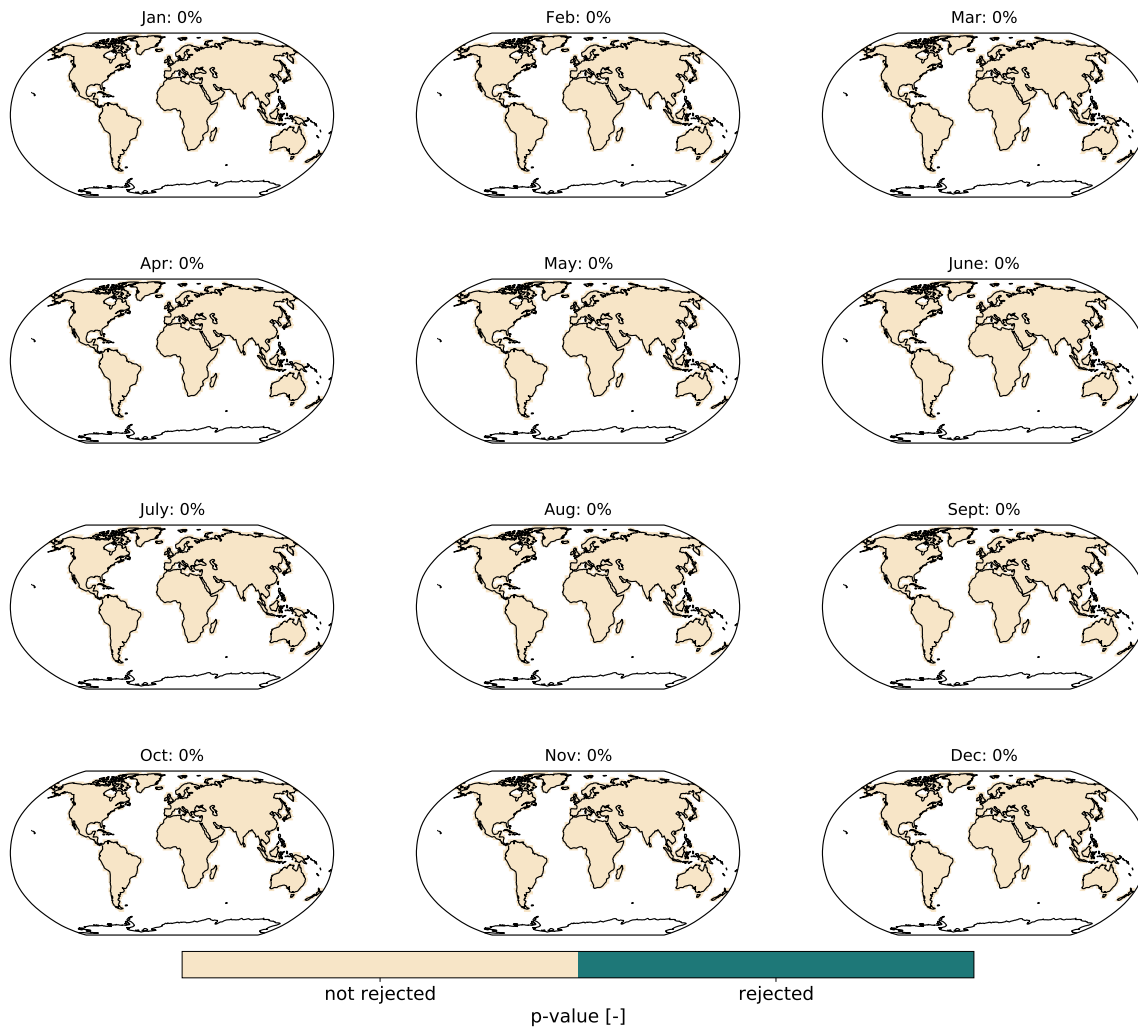 Jan: 0%
Feb: 0%
Mar: 0%
Apr: 0%
May: 0%
June: 0%
July: 0%
Aug: 0%
Sept: 0%
Oct: 0%
Nov: 0%
Dec: 0%
not rejected
rejected
p-value [-]